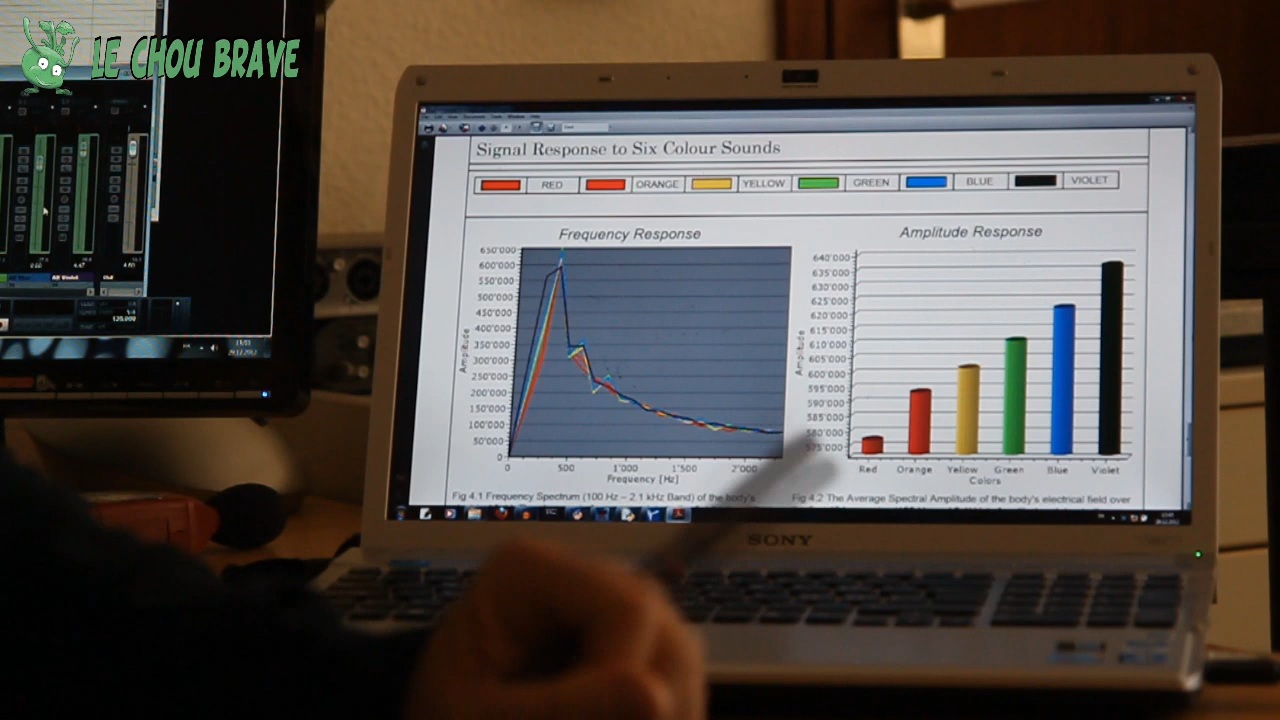 LE CHOU BRAVE
Signal Response to Six Colour Sounds
RED ORANGE YELLOW GREEN BLUE VIOLET
Frequency Response
650'000
600'000
550'000
500'000
450'000
400'000
350'000
300'000
250'000
200'000
150'000
100'000
50'000
0
Amplitude
0 500 1'000 1'500 2'000
Frequency [Hz]
Fig 4.1 Frequency Spectrum (100 Hz – 2.1 kHz Band) of the body's
Amplitude Response
640'000
635'000
630'000
625'000
620'000
615'000
610'000
605'000
600'000
595'000
590'000
585'000
580'000
575'000
Amplitude
Red Orange Yellow Green Blue Violet
Colors
Fig 4.2 The Average Spectral Amplitude of the body's electrical field over
SONY